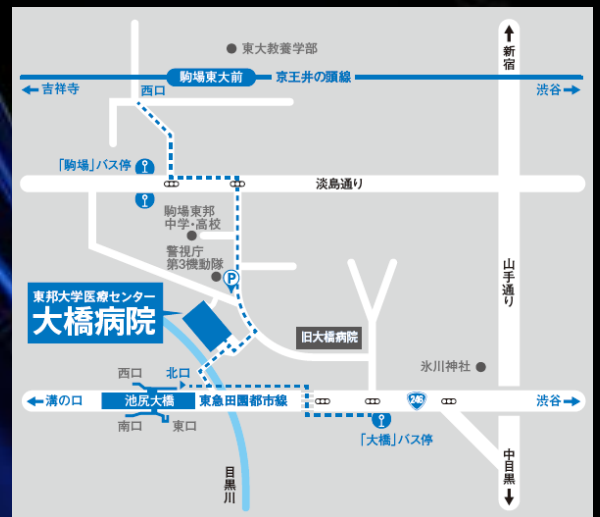 東大教養学部
新宿
駒場東大前
京王井の頭線
吉祥寺
西口
渋谷
「駒場」バス停
淡島通り
駒場東邦
中学・高校
警視庁
第3機動隊
P
山手通り
東邦大学医療センター
大橋病院
旧大橋病院
氷川神社
西口
北口
溝の口
池尻大橋
東急田園都市線
246
渋谷
南口
東口
「大橋」バス停
目黒川
中目黒